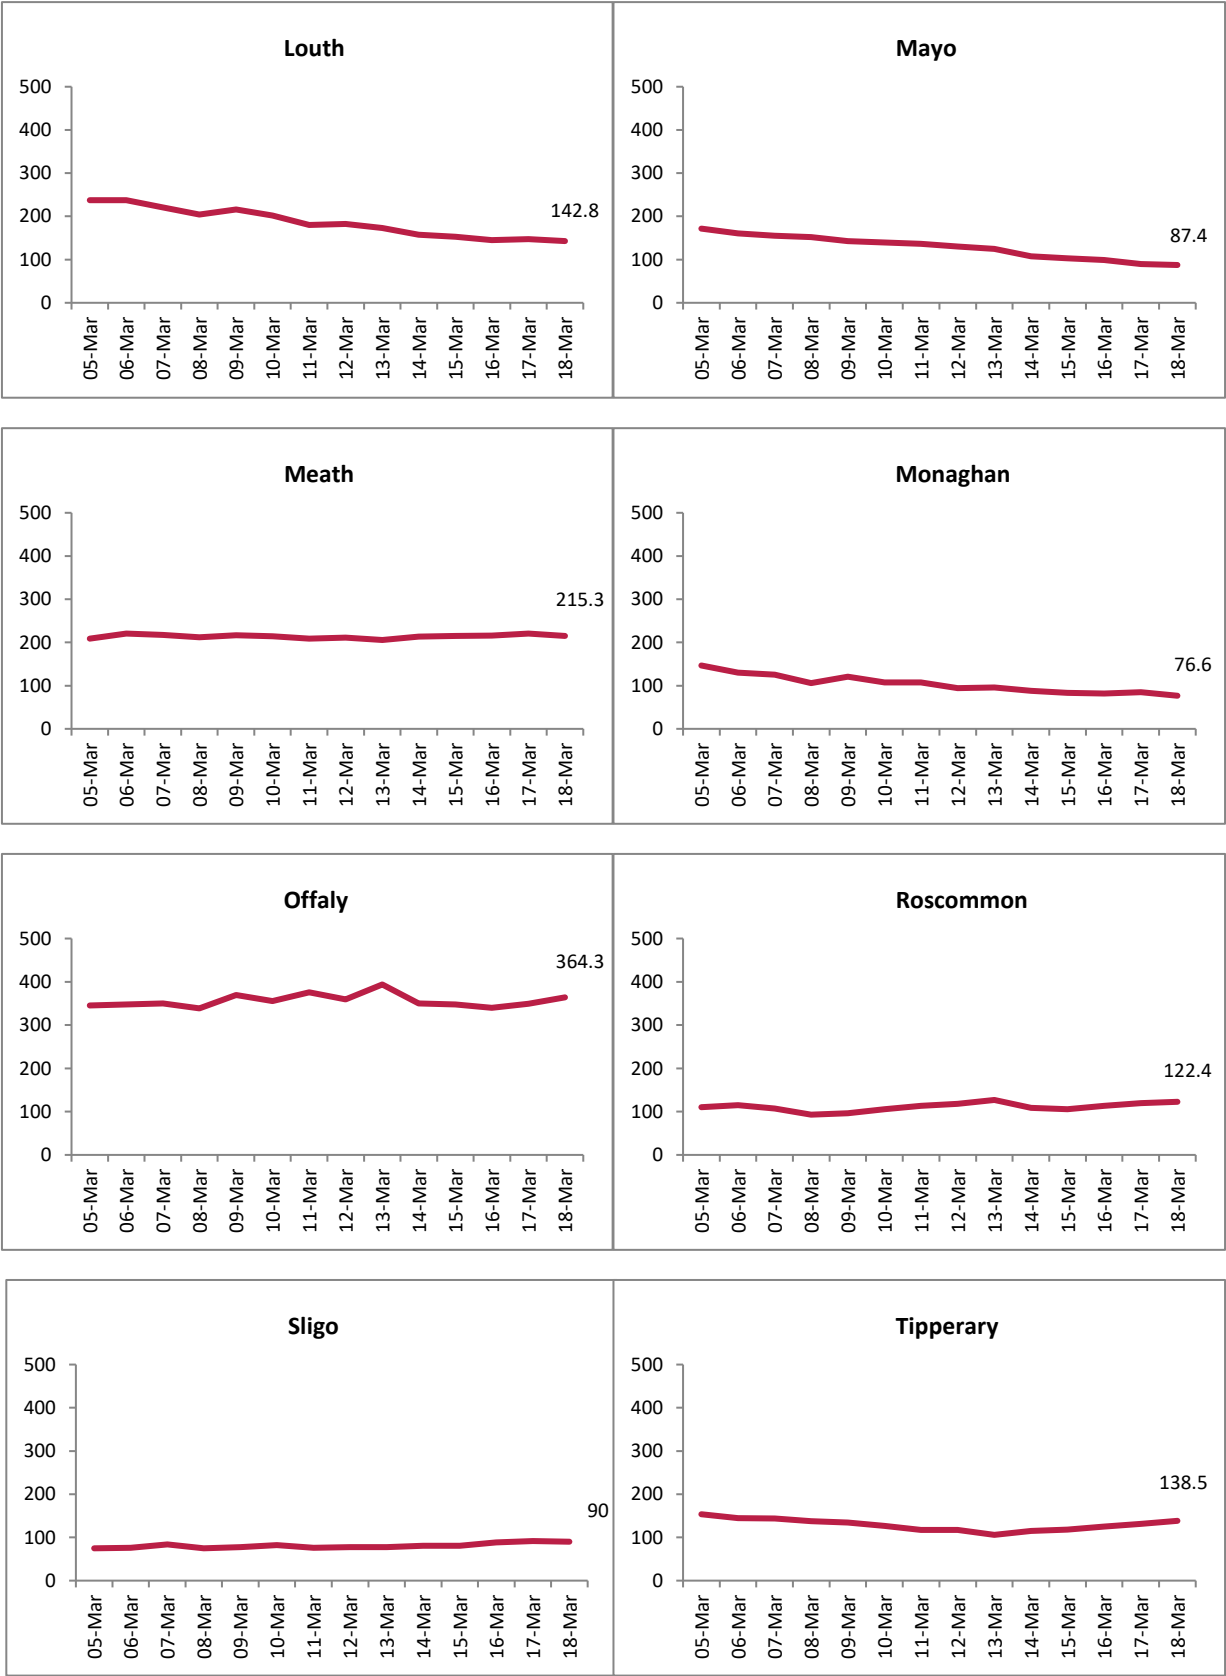 Louth
500
400
300
200
100
0
142.8
05-Mar
06-Mar
07-Mar
08-Mar
09-Mar
10-Mar
11-Mar
12-Mar
13-Mar
14-Mar
15-Mar
16-Mar
17-Mar
18-Mar
Mayo
500
400
300
200
100
0
87.4
05-Mar
06-Mar
07-Mar
08-Mar
09-Mar
10-Mar
11-Mar
12-Mar
13-Mar
14-Mar
15-Mar
16-Mar
17-Mar
18-Mar
Meath
500
400
300
200
100
0
215.3
05-Mar
06-Mar
07-Mar
08-Mar
09-Mar
10-Mar
11-Mar
12-Mar
13-Mar
14-Mar
15-Mar
16-Mar
17-Mar
18-Mar
Monaghan
500
400
300
200
100
0
76.6
05-Mar
06-Mar
07-Mar
08-Mar
09-Mar
10-Mar
11-Mar
12-Mar
13-Mar
14-Mar
15-Mar
16-Mar
17-Mar
18-Mar
Offaly
500
400
300
200
100
0
364.3
05-Mar
06-Mar
07-Mar
08-Mar
09-Mar
10-Mar
11-Mar
12-Mar
13-Mar
14-Mar
15-Mar
16-Mar
17-Mar
18-Mar
Roscommon
500
400
300
200
100
0
122.4
05-Mar
06-Mar
07-Mar
08-Mar
09-Mar
10-Mar
11-Mar
12-Mar
13-Mar
14-Mar
15-Mar
16-Mar
17-Mar
18-Mar
Sligo
500
400
300
200
100
0
90
05-Mar
06-Mar
07-Mar
08-Mar
09-Mar
10-Mar
11-Mar
12-Mar
13-Mar
14-Mar
15-Mar
16-Mar
17-Mar
18-Mar
Tipperary
500
400
300
200
100
0
138.5
05-Mar
06-Mar
07-Mar
08-Mar
09-Mar
10-Mar
11-Mar
12-Mar
13-Mar
14-Mar
15-Mar
16-Mar
17-Mar
18-Mar